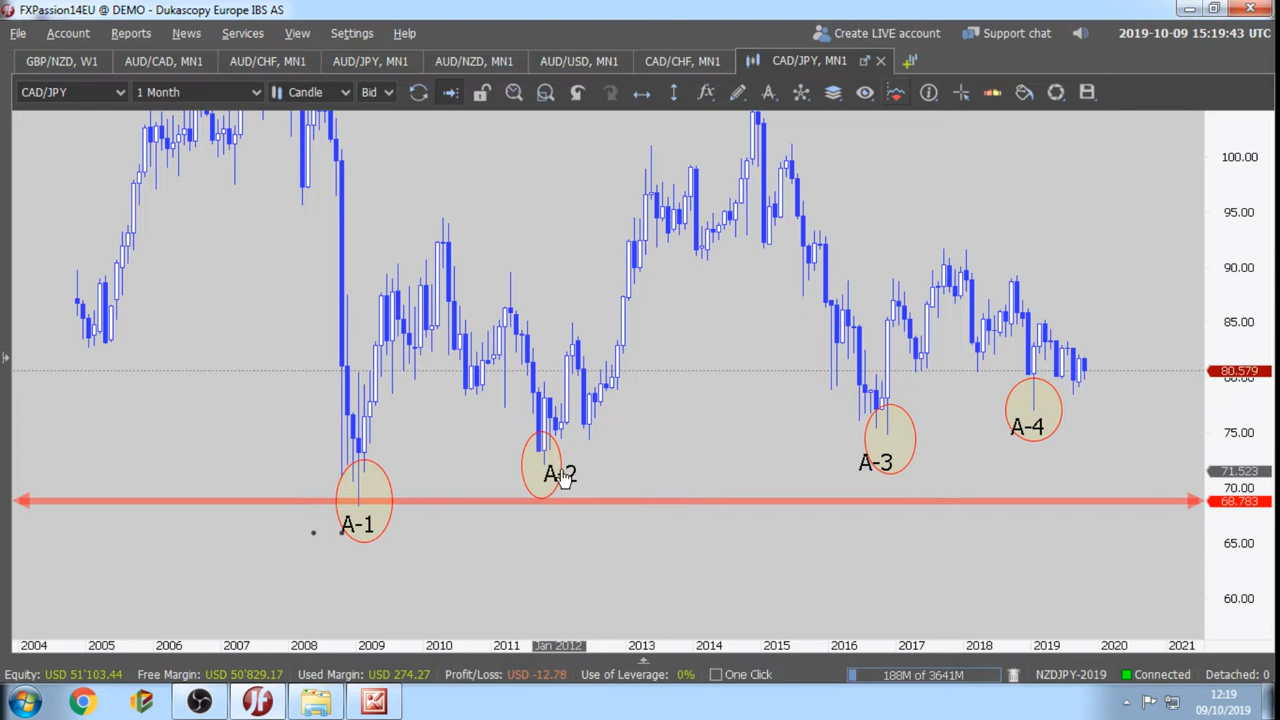 FXPassion14EU @ DEMO - Dukascopy Europe IBS AS
File Account Reports News Services View Settings Help Create LIVE account Support chat 2019-10-09 15:19:43 UTC
GBP/NZD, W1 AUD/CAD, MN1 AUD/CHF, MN1 AUD/JPY, MN1 AUD/NZD, MN1 AUD/USD, MN1 CAD/CHF, MN1 CAD/JPY, MN1
CAD/JPY 1 Month Candle Bid
100.00
95.00
90.00
85.00
80.579
80.00
A-4
75.00
A-3
A-2
71.523
70.00
68.783
A-1
65.00
60.00
2004 2005 2006 2007 2008 2009 2010 2011 Jan 2012 2013 2014 2015 2016 2017 2018 2019 2020 2021
Equity: USD 51'103.44 Free Margin: USD 50'829.17 Used Margin: USD 274.27 Profit/Loss: USD -12.78 Use of Leverage: 0% One Click 188M of 3641M NZDJPY-2019 Connected Detached: 0
12:19
09/10/2019